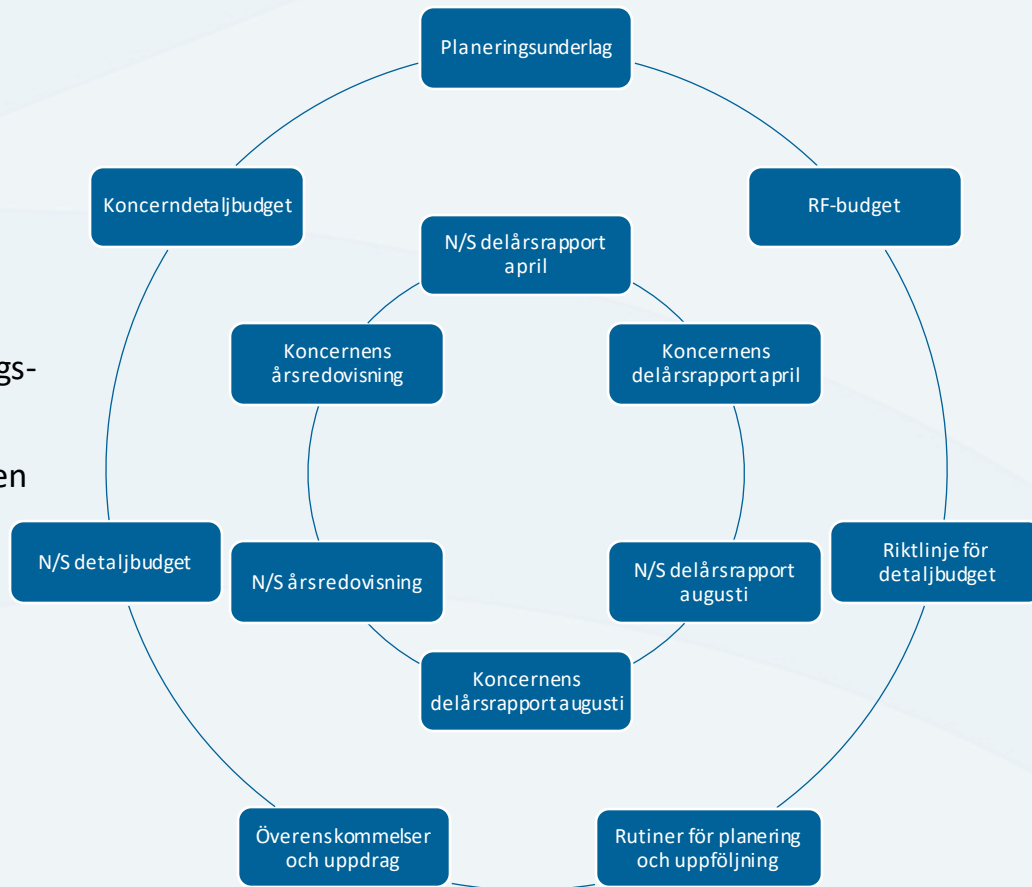 Planeringsunderlag
Koncerndetaljbudget
RF-budget
N/S delårsrapport
april
Koncernens
årsredovisning
Koncernens
delårsrapport april
gs-
en
N/S detaljbudget
N/S årsredovisning
N/S delårsrapport
augusti
Riktlinje för
detaljbudget
Koncernens
delårsrapport augusti
Överenskommelser
och uppdrag
Rutiner för planering
och uppföljning